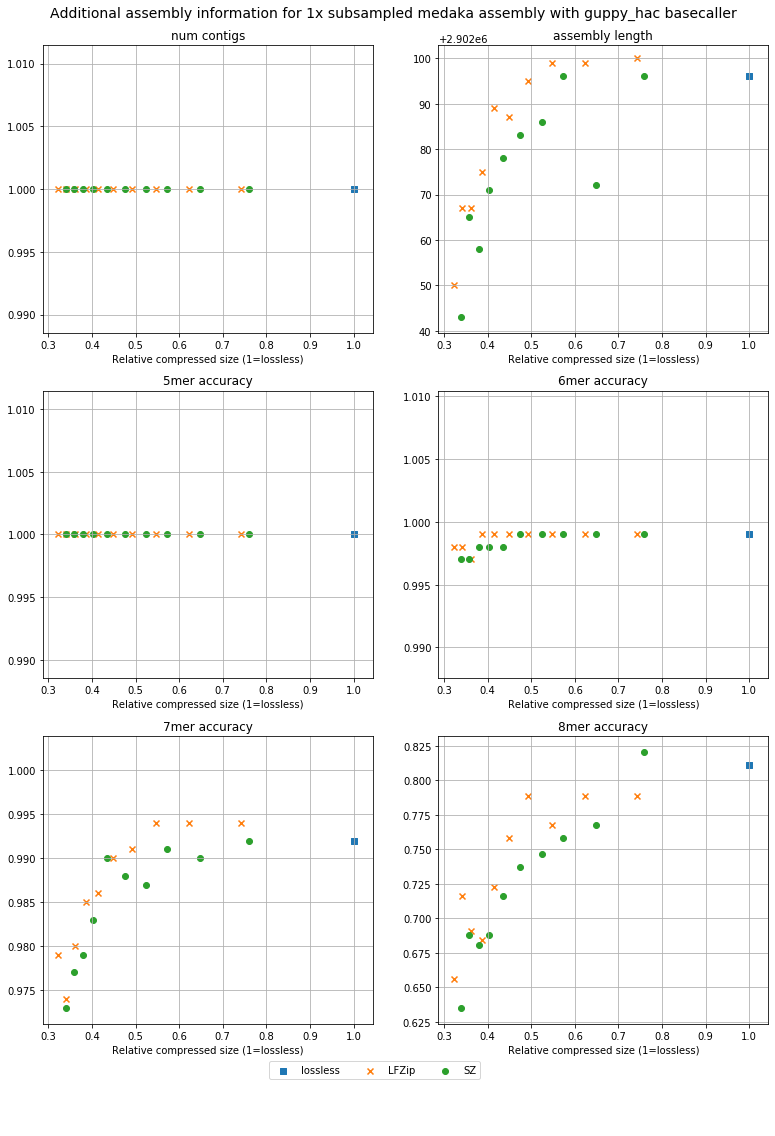 Additional assembly information for 1x subsampled medaka assembly with guppy_hac basecaller
num contigs
1.010
1.005
1.000
0.995
0.990
0.3 0.4 0.5 0.6 0.7 0.8 0.9 1.0
Relative compressed size (1=lossless)
assembly length
+2.902e6
100
90
80
70
60
50
40
0.3 0.4 0.5 0.6 0.7 0.8 0.9 1.0
Relative compressed size (1=lossless)
5mer accuracy
1.010
1.005
1.000
0.995
0.990
0.3 0.4 0.5 0.6 0.7 0.8 0.9 1.0
Relative compressed size (1=lossless)
6mer accuracy
1.010
1.005
1.000
0.995
0.990
0.3 0.4 0.5 0.6 0.7 0.8 0.9 1.0
Relative compressed size (1=lossless)
7mer accuracy
1.000
0.995
0.990
0.985
0.980
0.975
0.3 0.4 0.5 0.6 0.7 0.8 0.9 1.0
Relative compressed size (1=lossless)
8mer accuracy
0.825
0.800
0.775
0.750
0.725
0.700
0.675
0.650
0.625
0.3 0.4 0.5 0.6 0.7 0.8 0.9 1.0
Relative compressed size (1=lossless)
lossless LFZip SZ